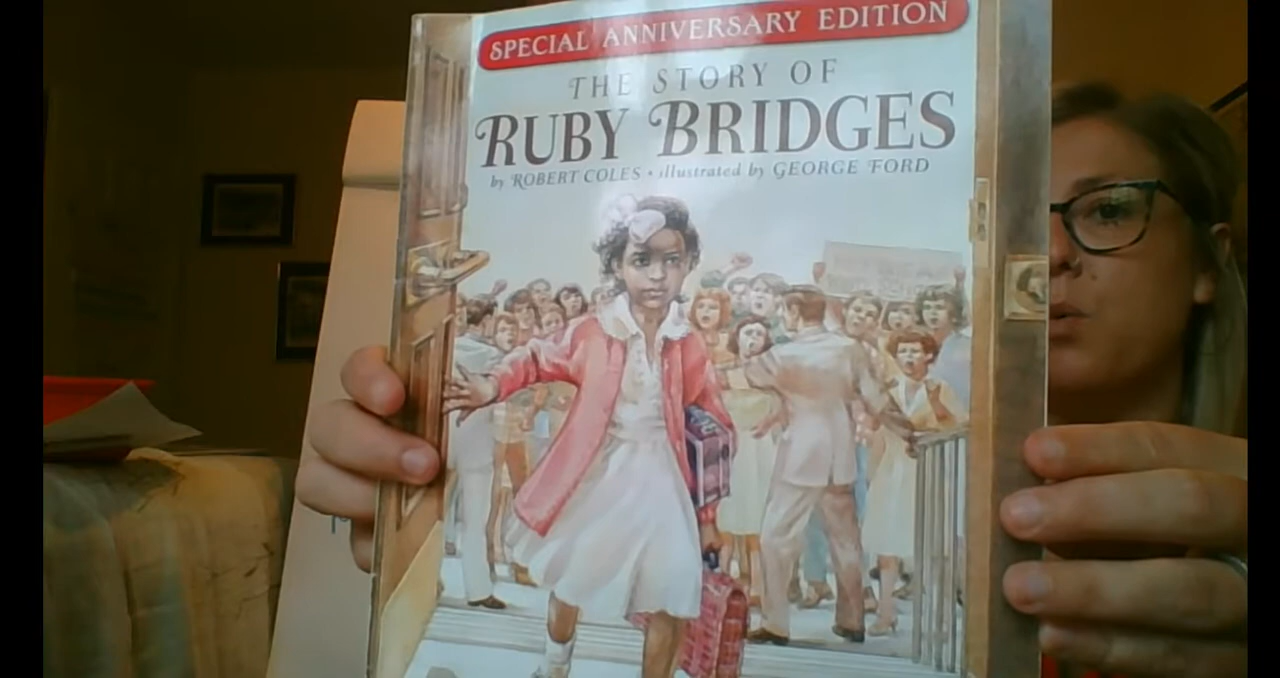 SPECIAL ANNIVERSARY EDITION
THE STORY OF
RUBY BRIDGES
by ROBERT COLES • illustrated by GEORGE FORD